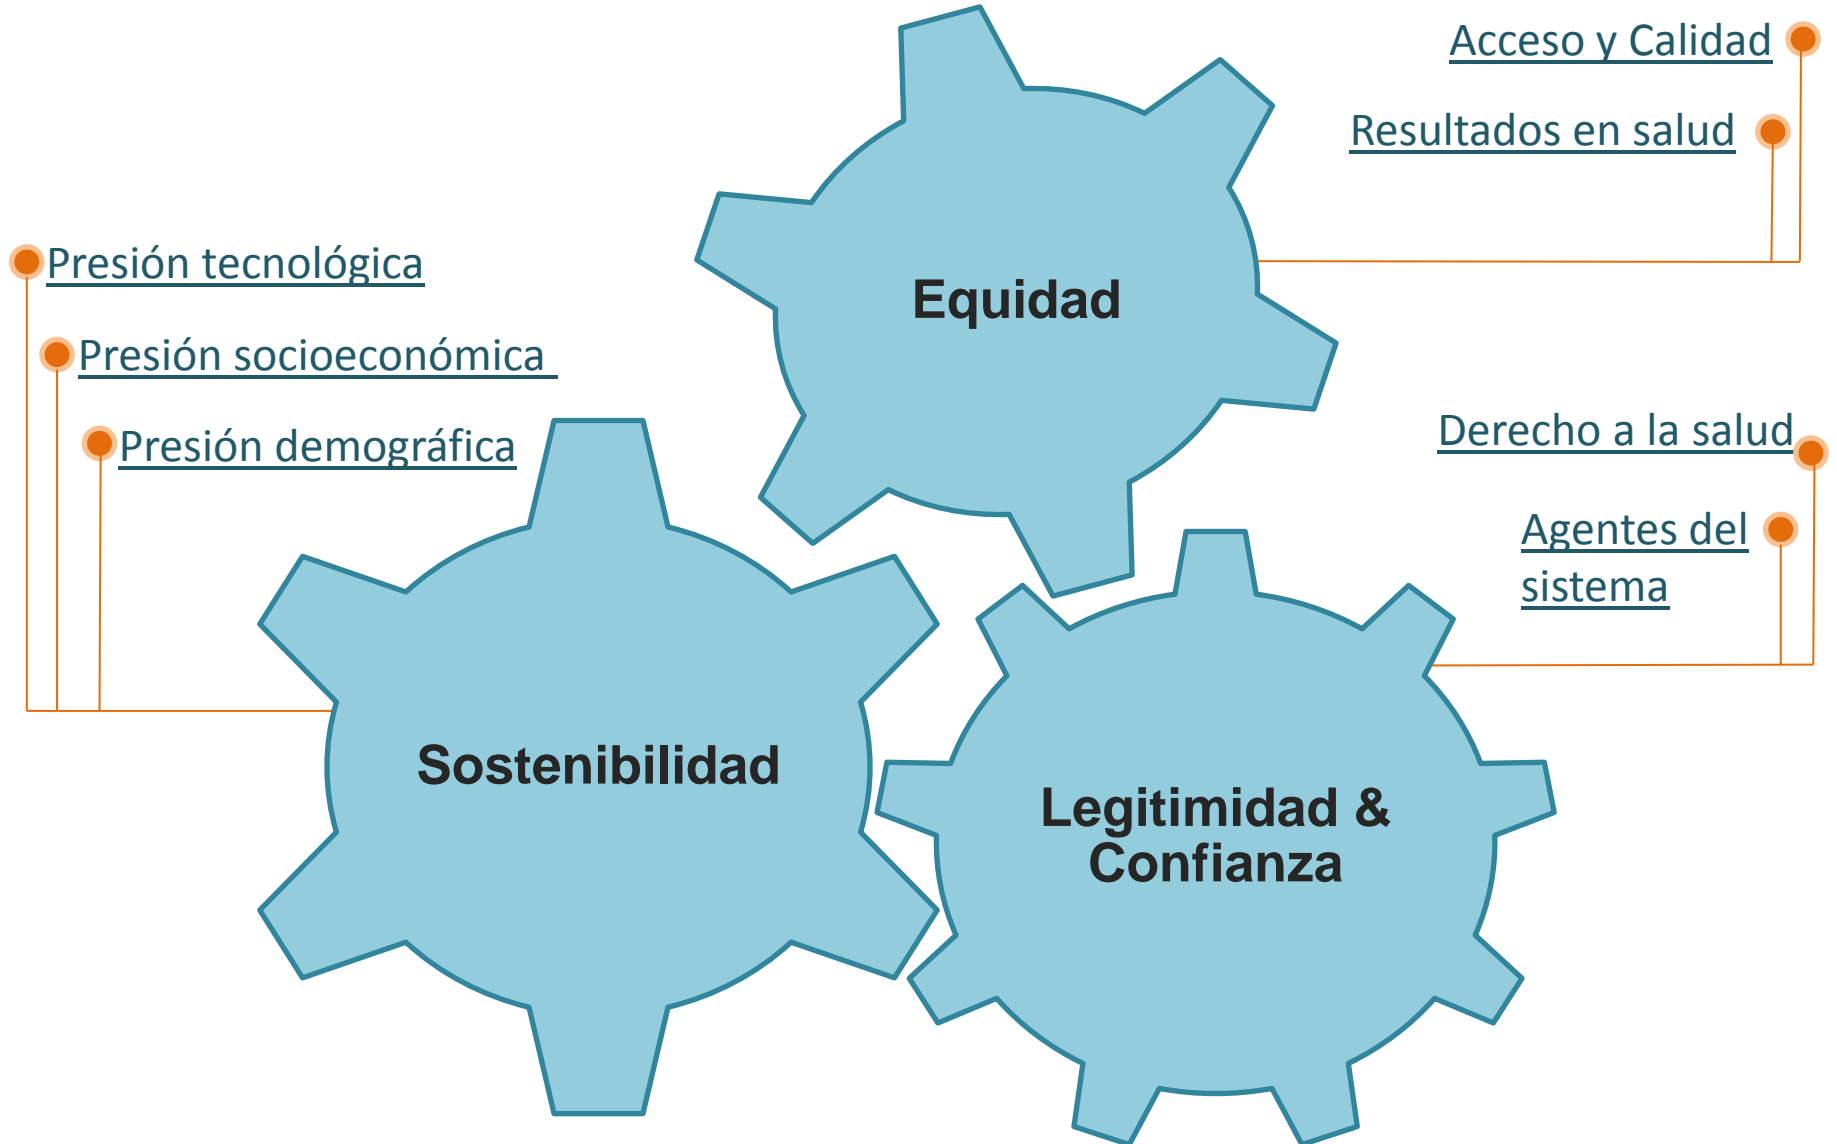 Acceso y Calidad
Resultados en salud
Equidad
Presión tecnológica
Presión socioeconómica
Presión demográfica
Sostenibilidad
Derecho a la salud
Agentes del
sistema
Legitimidad &
Confianza